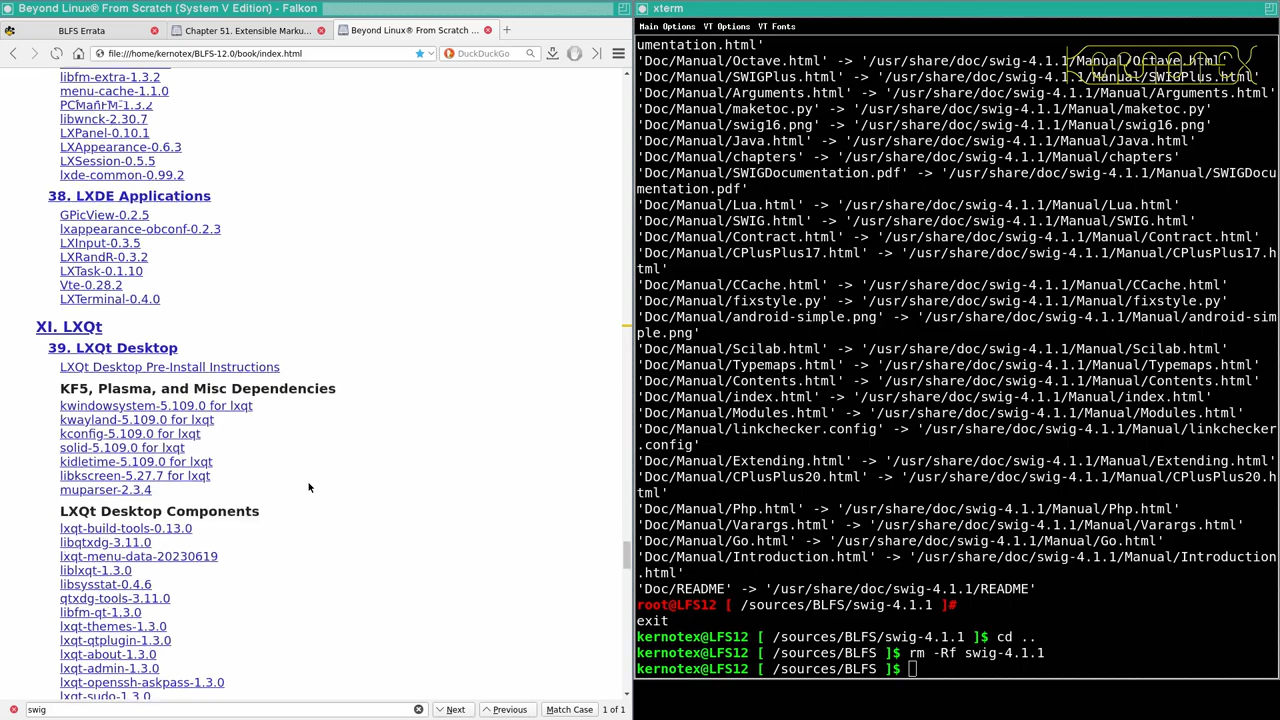 Beyond Linux® From Scratch (System V Edition) - Falkon
BLFS Errata
Chapter 51. Extensible Marku...
Beyond Linux® From Scratch ...
file:///home/kernotex/BLFS-12.0/book/index.html
DuckDuckGo
libfm-extra-1.3.2
menu-cache-1.1.0
PCManFM-1.3.2
libwnck-2.30.7
LXPanel-0.10.1
LXAppearance-0.6.3
LXSession-0.5.5
lxde-common-0.99.2
38. LXDE Applications
GPicView-0.2.5
lxappearance-obconf-0.2.3
LXInput-0.3.5
LXRandR-0.3.2
LXTask-0.1.10
Vte-0.28.2
LXTerminal-0.4.0
XI. LXQt
39. LXQt Desktop
LXQt Desktop Pre-Install Instructions
KF5, Plasma, and Misc Dependencies
kwindowsystem-5.109.0 for lxqt
kwayland-5.109.0 for lxqt
kconfig-5.109.0 for lxqt
solid-5.109.0 for lxqt
kidletime-5.109.0 for lxqt
libkscreen-5.27.7 for lxqt
muparser-2.3.4
LXQt Desktop Components
lxqt-build-tools-0.13.0
libqtxdg-3.11.0
lxqt-menu-data-20230619
liblxqt-1.3.0
libsysstat-0.4.6
qtxdg-tools-3.11.0
libfm-qt-1.3.0
lxqt-themes-1.3.0
lxqt-qtplugin-1.3.0
lxqt-about-1.3.0
lxqt-admin-1.3.0
lxqt-openssh-askpass-1.3.0
lxqt-sudo-1.3.0
swig
Next
Previous
Match Case
1 of 1
xterm
Main Options VT Options VT Fonts
KERNOTEX
umentation.html'
'Doc/Manual/Octave.html' -> '/usr/share/doc/swig-4.1.1/Manual/Octave.html'
'Doc/Manual/SWIGPlus.html' -> '/usr/share/doc/swig-4.1.1/Manual/SWIGPlus.html'
'Doc/Manual/Arguments.html' -> '/usr/share/doc/swig-4.1.1/Manual/Arguments.html'
'Doc/Manual/maketoc.py' -> '/usr/share/doc/swig-4.1.1/Manual/maketoc.py'
'Doc/Manual/swig16.png' -> '/usr/share/doc/swig-4.1.1/Manual/swig16.png'
'Doc/Manual/Java.html' -> '/usr/share/doc/swig-4.1.1/Manual/Java.html'
'Doc/Manual/chapters' -> '/usr/share/doc/swig-4.1.1/Manual/chapters'
'Doc/Manual/SWIGDocumentation.pdf' -> '/usr/share/doc/swig-4.1.1/Manual/SWIGDocu
mentation.pdf'
'Doc/Manual/Lua.html' -> '/usr/share/doc/swig-4.1.1/Manual/Lua.html'
'Doc/Manual/SWIG.html' -> '/usr/share/doc/swig-4.1.1/Manual/SWIG.html'
'Doc/Manual/Contract.html' -> '/usr/share/doc/swig-4.1.1/Manual/Contract.html'
'Doc/Manual/CPlusPlus17.html' -> '/usr/share/doc/swig-4.1.1/Manual/CPlusPlus17.h
tml'
'Doc/Manual/CCache.html' -> '/usr/share/doc/swig-4.1.1/Manual/CCache.html'
'Doc/Manual/fixstyle.py' -> '/usr/share/doc/swig-4.1.1/Manual/fixstyle.py'
'Doc/Manual/android-simple.png' -> '/usr/share/doc/swig-4.1.1/Manual/android-sim
ple.png'
'Doc/Manual/Scilab.html' -> '/usr/share/doc/swig-4.1.1/Manual/Scilab.html'
'Doc/Manual/Typemaps.html' -> '/usr/share/doc/swig-4.1.1/Manual/Typemaps.html'
'Doc/Manual/Contents.html' -> '/usr/share/doc/swig-4.1.1/Manual/Contents.html'
'Doc/Manual/index.html' -> '/usr/share/doc/swig-4.1.1/Manual/index.html'
'Doc/Manual/Modules.html' -> '/usr/share/doc/swig-4.1.1/Manual/Modules.html'
'Doc/Manual/linkchecker.config' -> '/usr/share/doc/swig-4.1.1/Manual/linkchecker
.config'
'Doc/Manual/Extending.html' -> '/usr/share/doc/swig-4.1.1/Manual/Extending.html'
'Doc/Manual/CPlusPlus20.html' -> '/usr/share/doc/swig-4.1.1/Manual/CPlusPlus20.h
tml'
'Doc/Manual/Php.html' -> '/usr/share/doc/swig-4.1.1/Manual/Php.html'
'Doc/Manual/Varargs.html' -> '/usr/share/doc/swig-4.1.1/Manual/Varargs.html'
'Doc/Manual/Go.html' -> '/usr/share/doc/swig-4.1.1/Manual/Go.html'
'Doc/Manual/Introduction.html' -> '/usr/share/doc/swig-4.1.1/Manual/Introduction
.html'
'Doc/README' -> '/usr/share/doc/swig-4.1.1/README'
root@LFS12 [ /sources/BLFS/swig-4.1.1 ]#
exit
kernotex@LFS12 [ /sources/BLFS/swig-4.1.1 ]$ cd ..
kernotex@LFS12 [ /sources/BLFS ]$ rm -Rf swig-4.1.1
kernotex@LFS12 [ /sources/BLFS ]$